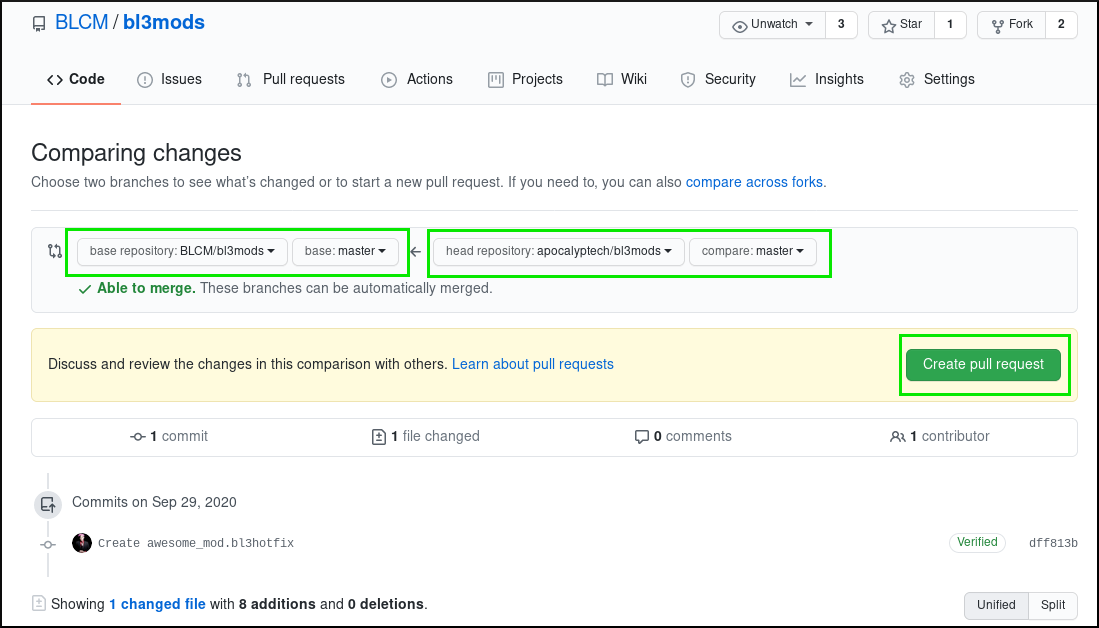 BLCM / bl3mods Unwatch 3 Star 1 Fork 2
Code Issues Pull requests Actions Projects Wiki Security Insights Settings
Comparing changes
Choose two branches to see what's changed or to start a new pull request. If you need to, you can also compare across forks.
base repository: BLCM/bl3mods base: master head repository: apocalyptech/bl3mods compare: master
Able to merge. These branches can be automatically merged.
Discuss and review the changes in this comparison with others. Learn about pull requests Create pull request
1 commit 1 file changed 0 comments 1 contributor
Commits on Sep 29, 2020
Create awesome_mod.bl3hotfix Verified dff813b
Showing 1 changed file with 8 additions and 0 deletions. Unified Split